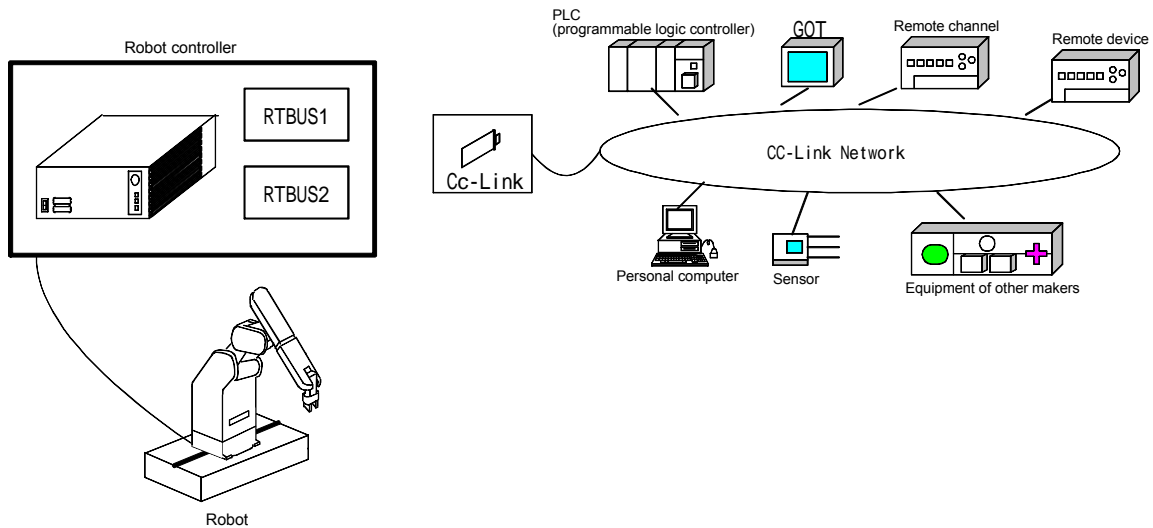 Robot controller
RTBUS1
RTBUS2
Robot
PLC
(programmable logic controller)
GOT
Remote channel
Remote device
Cc-Link
CC-Link Network
Personal computer
Sensor
Equipment of other makers